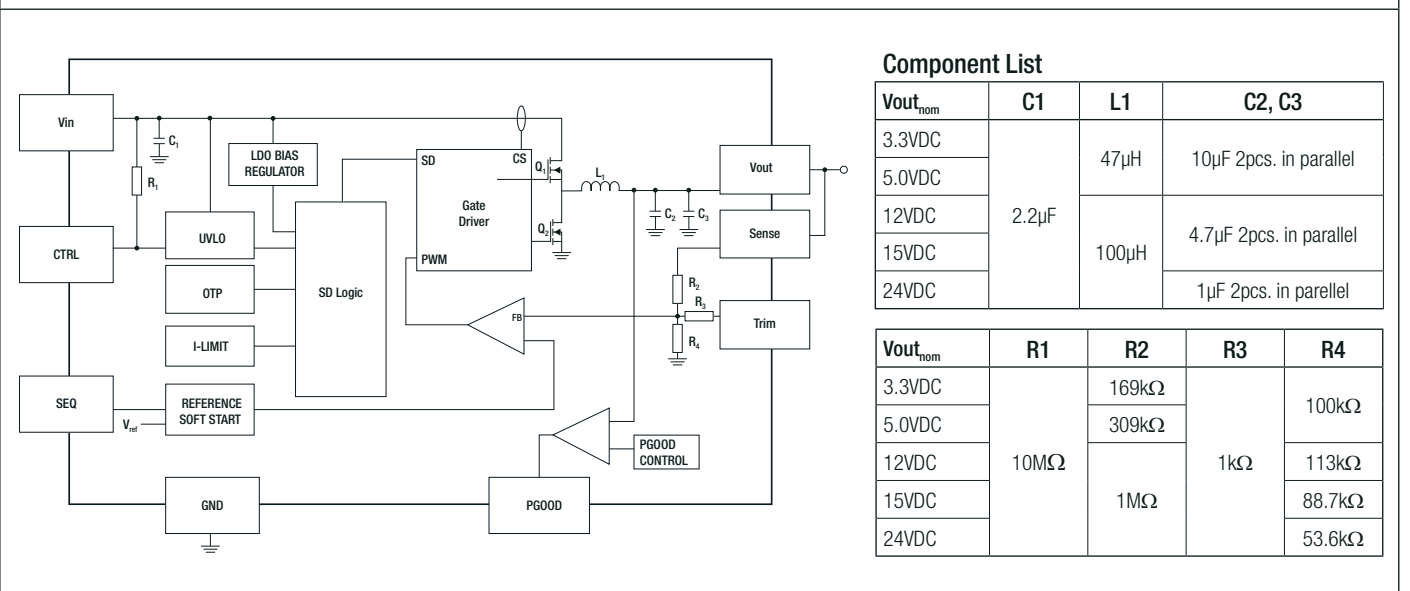 Vin
C1
R1
LDO BIAS
REGULATOR
CTRL
UVLO
OTP
I-LIMIT
SD Logic
SEQ
REFERENCE
SOFT START
Vref
GND
SD
CS
Gate
Driver
PWM
Q1
Q2
L1
C2
C3
FB
R2
R3
R4
Vout
Sense
Trim
PGOOD
CONTROL
PGOOD
Component List
Voutnom C1 L1 C2, C3
3.3VDC
47µH 10µF 2pcs. in parallel
5.0VDC
12VDC 2.2µF
4.7µF 2pcs. in parallel
15VDC 100µH
24VDC 1µF 2pcs. in parellel
Voutnom R1 R2 R3 R4
3.3VDC 169kΩ
100kΩ
5.0VDC 309kΩ
12VDC 10MΩ 1kΩ 113kΩ
15VDC 1MΩ 88.7kΩ
24VDC 53.6kΩ